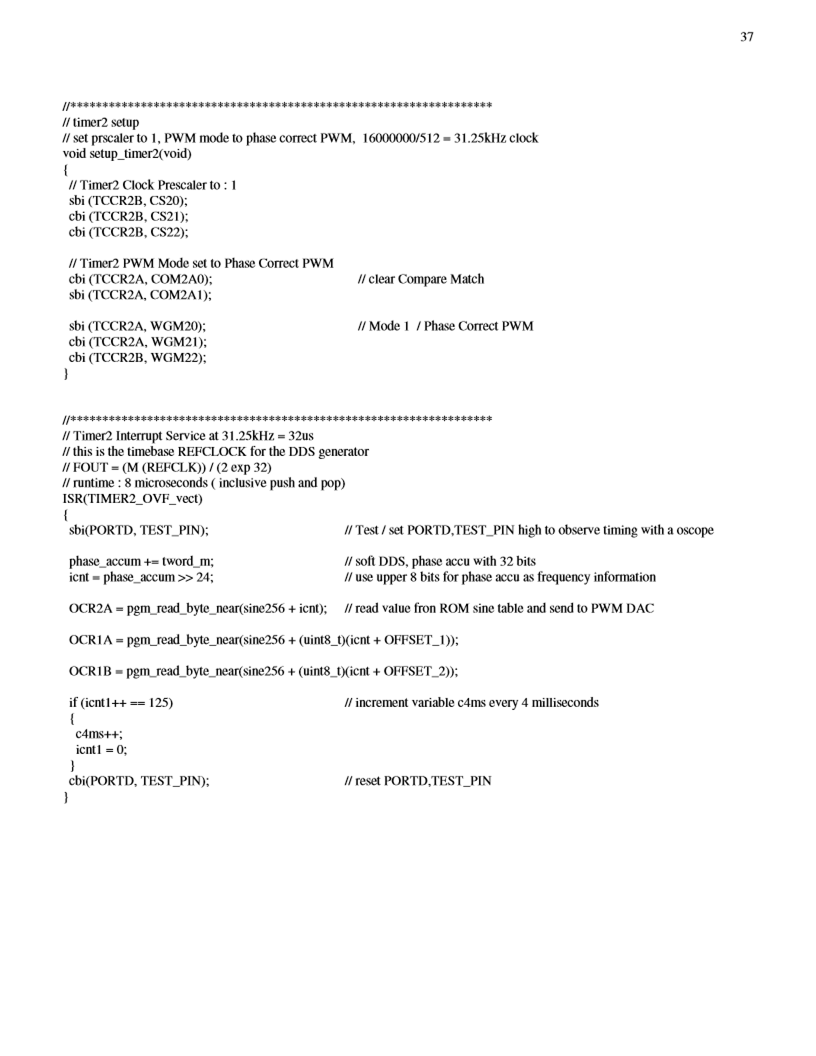 37
//******************************************************************
// timer2 setup
// set prscaler to 1, PWM mode to phase correct PWM,  16000000/512 = 31.25kHz clock
void setup_timer2(void)
{
// Timer2 Clock Prescaler to : 1
sbi (TCCR2B, CS20);
cbi (TCCR2B, CS21);
cbi (TCCR2B, CS22);
// Timer2 PWM Mode set to Phase Correct PWM
cbi (TCCR2A, COM2A0); // clear Compare Match
sbi (TCCR2A, COM2A1);
sbi (TCCR2A, WGM20); // Mode 1  / Phase Correct PWM
cbi (TCCR2A, WGM21);
cbi (TCCR2B, WGM22);
}
//******************************************************************
// Timer2 Interrupt Service at 31.25kHz = 32us
// this is the timebase REFCLOCK for the DDS generator
// FOUT = (M (REFCLK)) / (2 exp 32)
// runtime : 8 microseconds ( inclusive push and pop)
ISR(TIMER2_OVF_vect)
{
sbi(PORTD, TEST_PIN); // Test / set PORTD,TEST_PIN high to observe timing with a oscope
phase_accum += tword_m; // soft DDS, phase accu with 32 bits
icnt = phase_accum >> 24; // use upper 8 bits for phase accu as frequency information
OCR2A = pgm_read_byte_near(sine256 + icnt); // read value fron ROM sine table and send to PWM DAC
OCR1A = pgm_read_byte_near(sine256 + (uint8_t)(icnt + OFFSET_1));
OCR1B = pgm_read_byte_near(sine256 + (uint8_t)(icnt + OFFSET_2));
if (icnt1++ == 125) // increment variable c4ms every 4 milliseconds
{
c4ms++;
icnt1 = 0;
}
cbi(PORTD, TEST_PIN); // reset PORTD,TEST_PIN
}